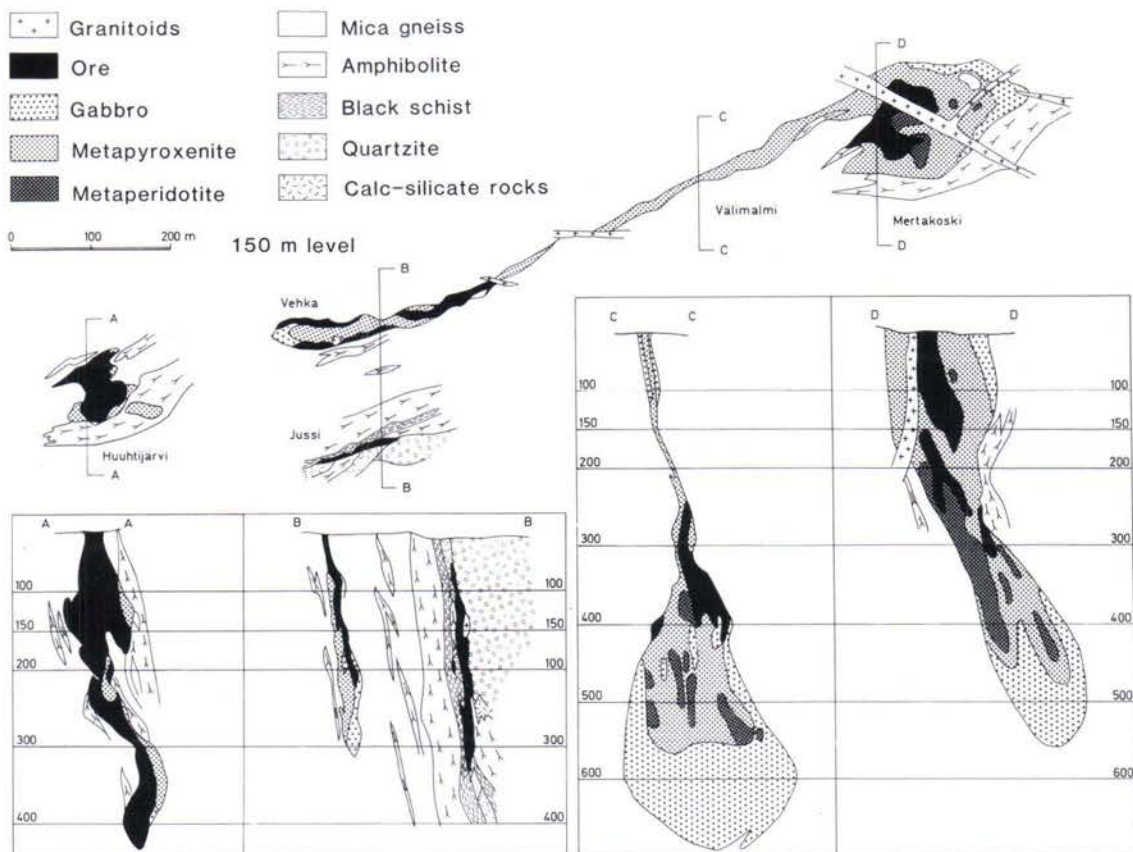 Granitoids
Ore
Gabbro
Metapyroxenite
Metaperidotite
Mica gneiss
Amphibolite
Black schist
Quartzite
Calc-silicate rocks
0 100 200 m
150 m level
D
C
Välimalmi
Mertakoski
C
D
B
Vehka
A
Jussi
Huuhtijärvi
A
B
C C D D
100 100
150 150
200 200
300 300
400 400
500 500
600 600
A A B B
100 100
150 150
200 100
300 300
400 400